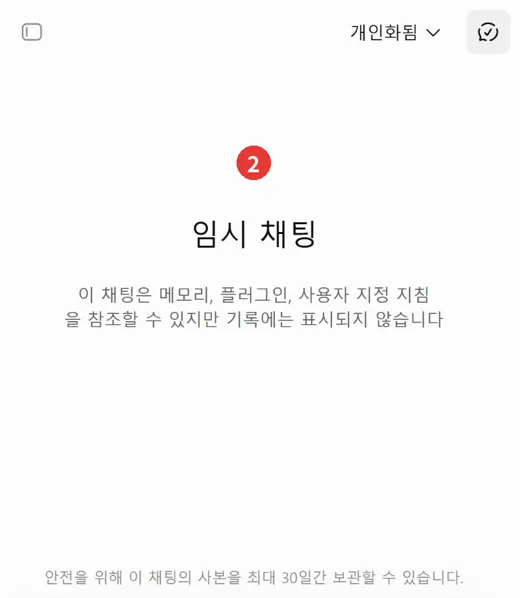 개인화됨
2
임시 채팅
이 채팅은 메모리, 플러그인, 사용자 지정 지침
을 참조할 수 있지만 기록에는 표시되지 않습니다
안전을 위해 이 채팅의 사본을 최대 30일간 보관할 수 있습니다.